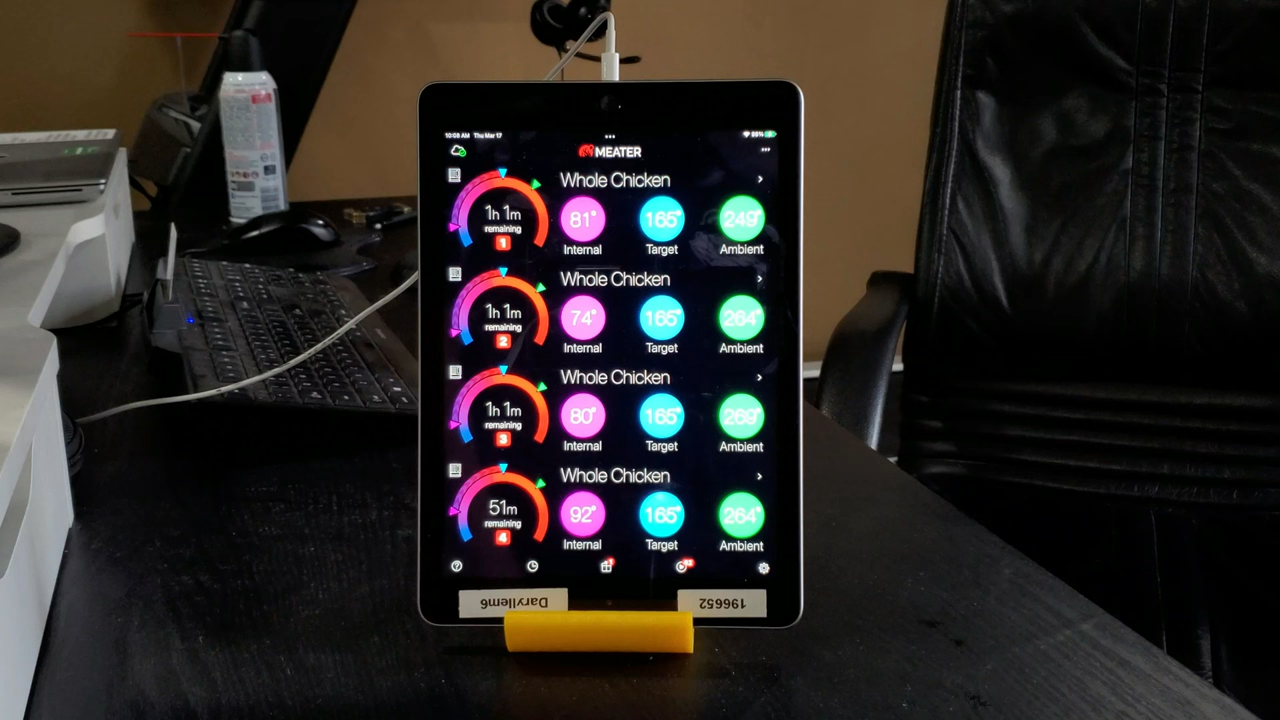 10:08 AM Thu Mar 17
MEATER
Whole Chicken
1h 1m
remaining
1
81° 165° 249°
Internal Target Ambient
Whole Chicken
1h 1m
remaining
2
74° 165° 264°
Internal Target Ambient
Whole Chicken
1h 1m
remaining
3
80° 165° 269°
Internal Target Ambient
Whole Chicken
51m
remaining
4
92° 165° 264°
Internal Target Ambient
Daryllem6
196652